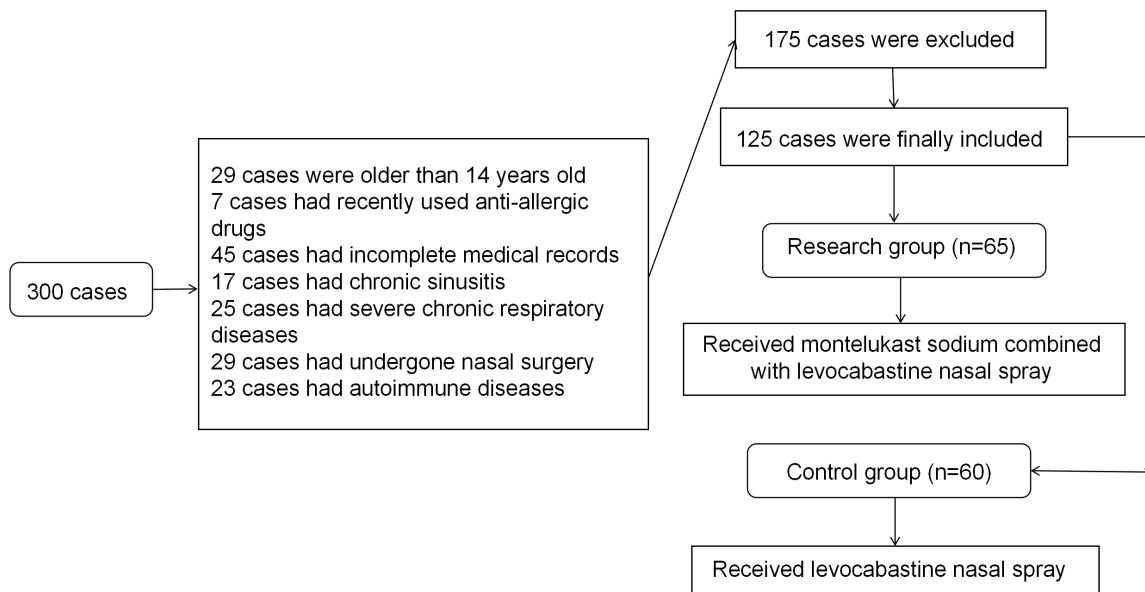 300 cases
29 cases were older than 14 years old
7 cases had recently used anti-allergic
drugs
45 cases had incomplete medical records
17 cases had chronic sinusitis
25 cases had severe chronic respiratory
diseases
29 cases had undergone nasal surgery
23 cases had autoimmune diseases
175 cases were excluded
125 cases were finally included
Research group (n=65)
Received montelukast sodium combined
with levocabastine nasal spray
Control group (n=60)
Received levocabastine nasal spray